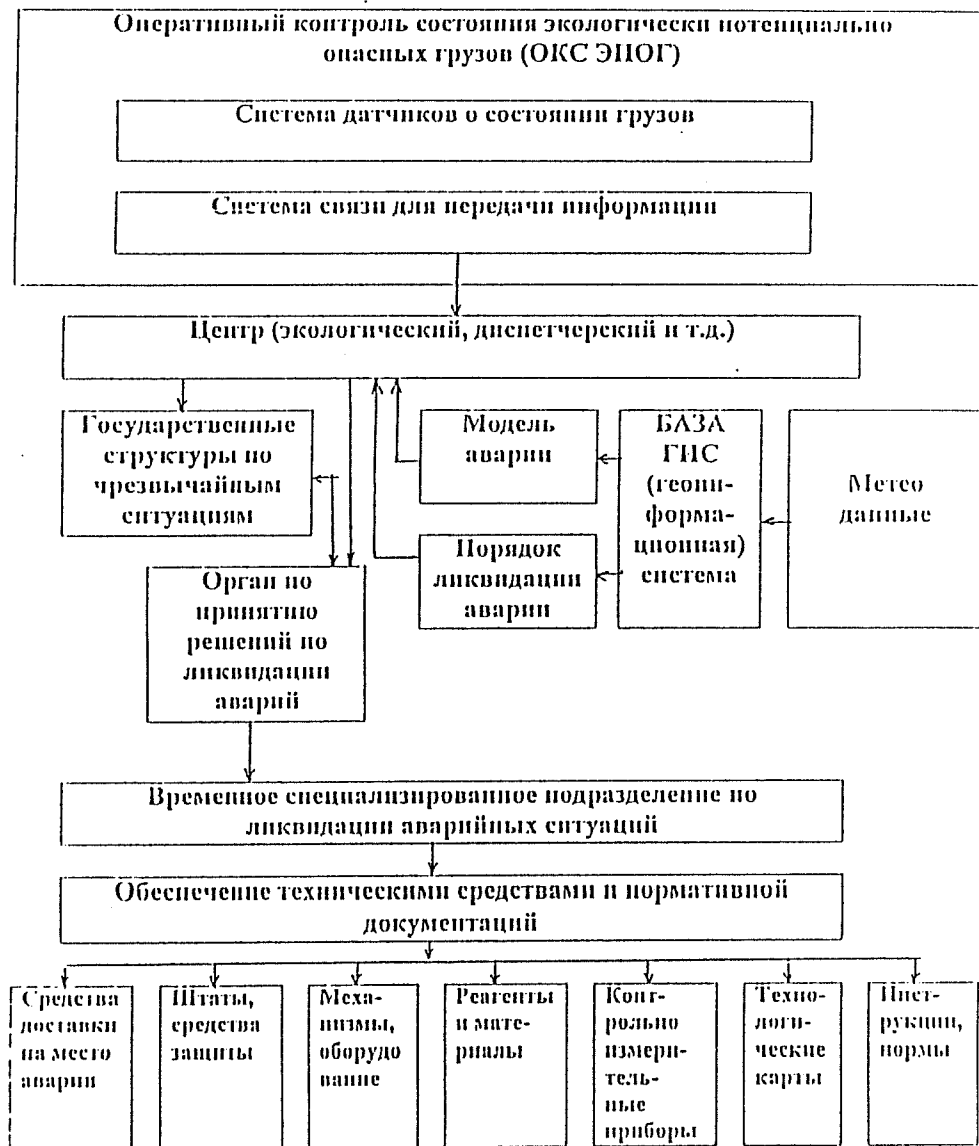 Оперативный контроль состояния экологически потенциально
опасных грузов (ОКС ЭПОГ)
Система датчиков о состоянии грузов
Система связи для передачи информации
Центр (экологический, диспетчерский и т.д.)
Государственные
структуры по
чрезвычайным
ситуациям
Модель
аварии
БАЗА
ГИС
(геоин-
формa-
ционная)
система
Метео
данные
Порядок
ликвидации
аварии
Орган по
принятию
решений по
ликвидации
аварий
Временное специализированное подразделение по
ликвидации аварийных ситуаций
Обеспечение техническими средствами и нормативной
документаций
Средства
доставки
на место
аварии
Штаты,
средства
защиты
Меха-
низмы,
оборудо
вание
Реагенты
и мате-
риалы
Конт-
рольно
измери-
тель-
ные
приборы
Техно-
логи-
ческие
карты
Инст-
рукции,
нормы